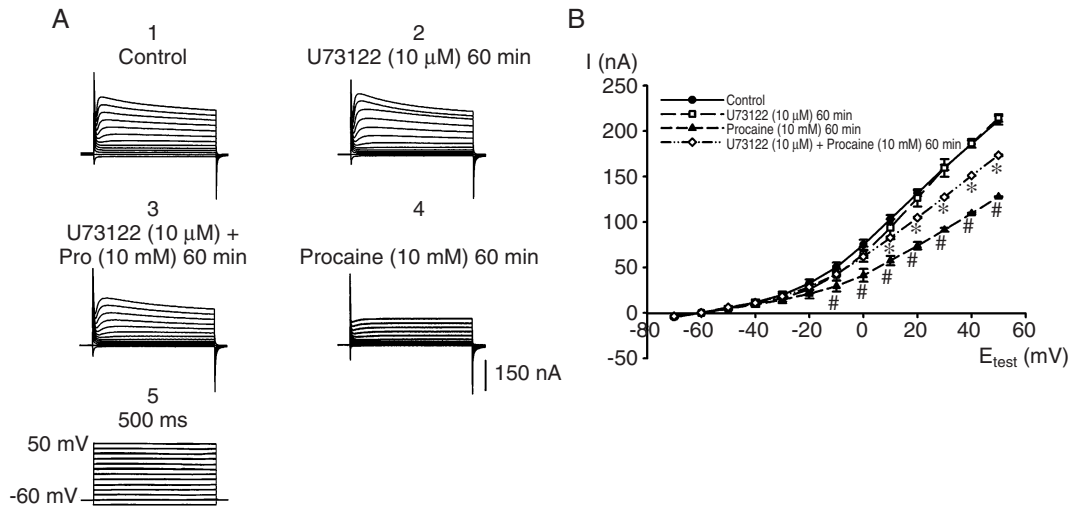 A
1
Control
2
U73122 (10 μM) 60 min
3
U73122 (10 μM) +
Pro (10 mM) 60 min
4
Procaine (10 mM) 60 min
150 nA
5
500 ms
50 mV
-60 mV
B
I (nA)
250
200
150
100
50
0
-50
-80
-60
-40
-20
0
20
40
60
E_test (mV)
Control
U73122 (10 μM) 60 min
Procaine (10 mM) 60 min
U73122 (10 μM) + Procaine (10 mM) 60 min
* * * * *
# # # # # # #